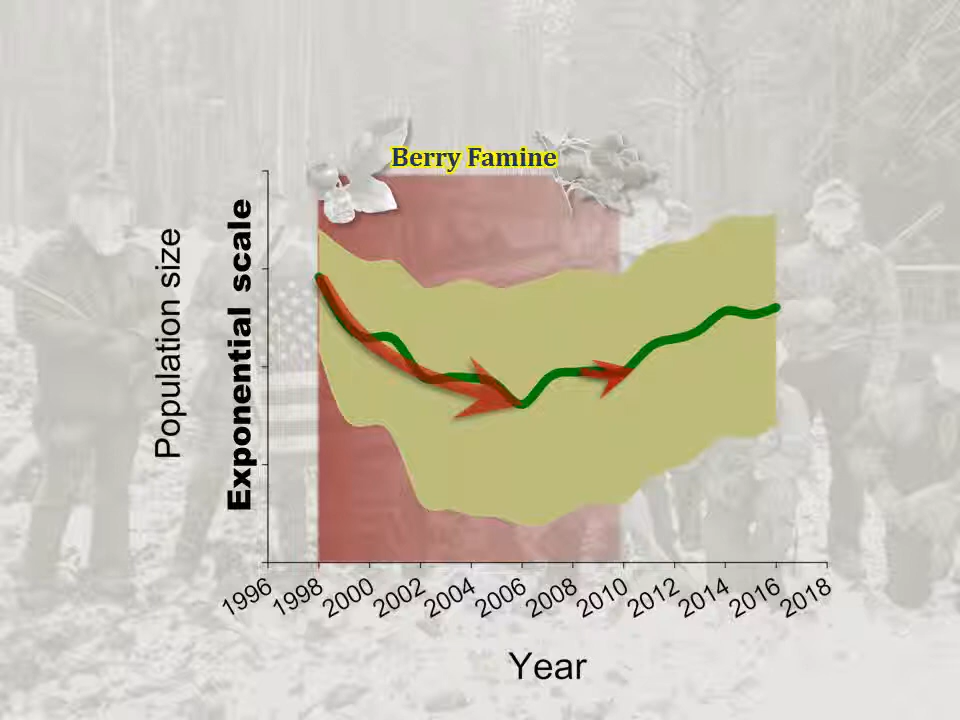 Berry Famine
Population size
Exponential scale
1996 1998 2000 2002 2004 2006 2008 2010 2012 2014 2016 2018
Year